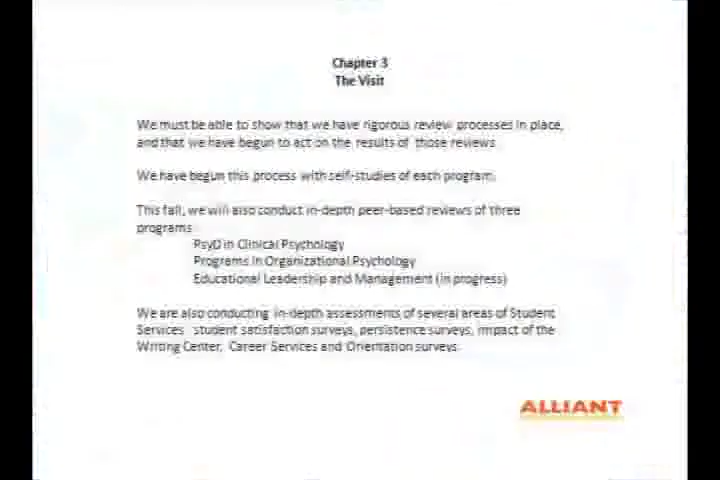 Chapter 3
The Visit
We must be able to show that we have rigorous review processes in place,
and that we have begun to act on the results of those reviews.
We have begun this process with self-studies of each program.
This fall, we will also conduct in-depth peer-based reviews of three
programs
PsyD in Clinical Psychology
Programs in Organizational Psychology
Educational Leadership and Management (in progress)
We are also conducting in-depth assessments of several areas of Student
Services: student satisfaction surveys, persistence surveys, impact of the
Writing Center, Career Services and Orientation surveys.
ALLIANT